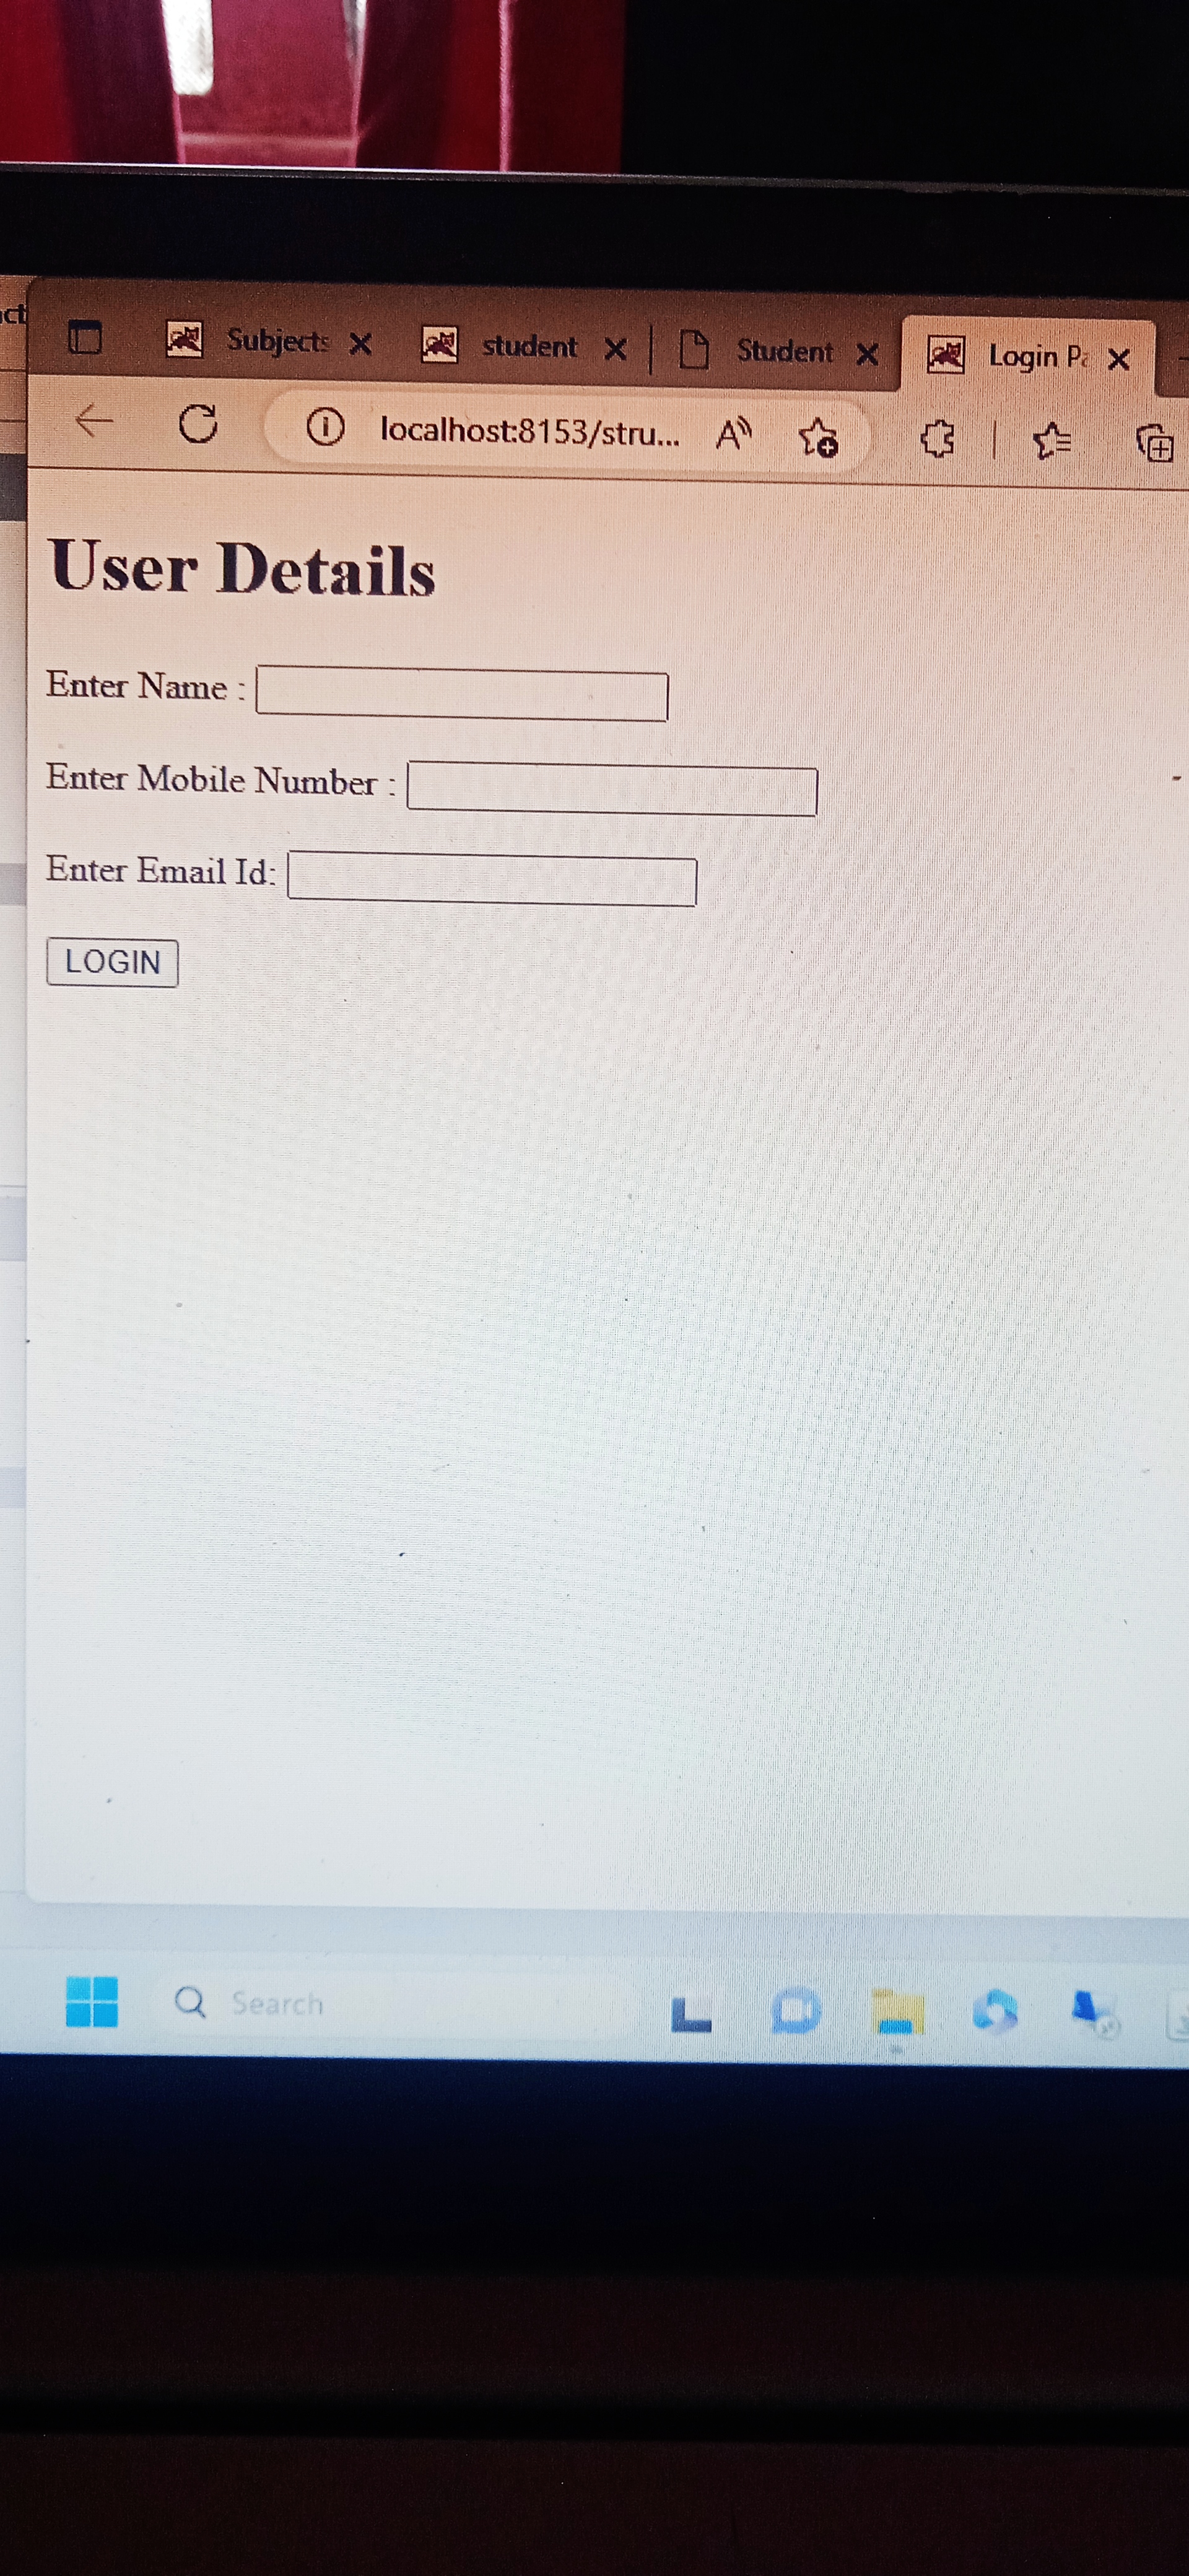 Subjects
student
Student
Login Pa
localhost:8153/stru...
User Details
Enter Name :
Enter Mobile Number :
Enter Email Id:
LOGIN
Search